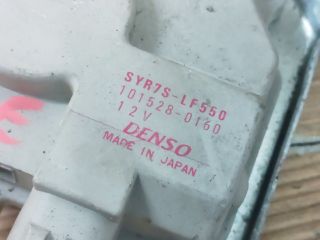 SYR7S-LF550
101528-0160
12V
DENSO
MADE IN JAPAN